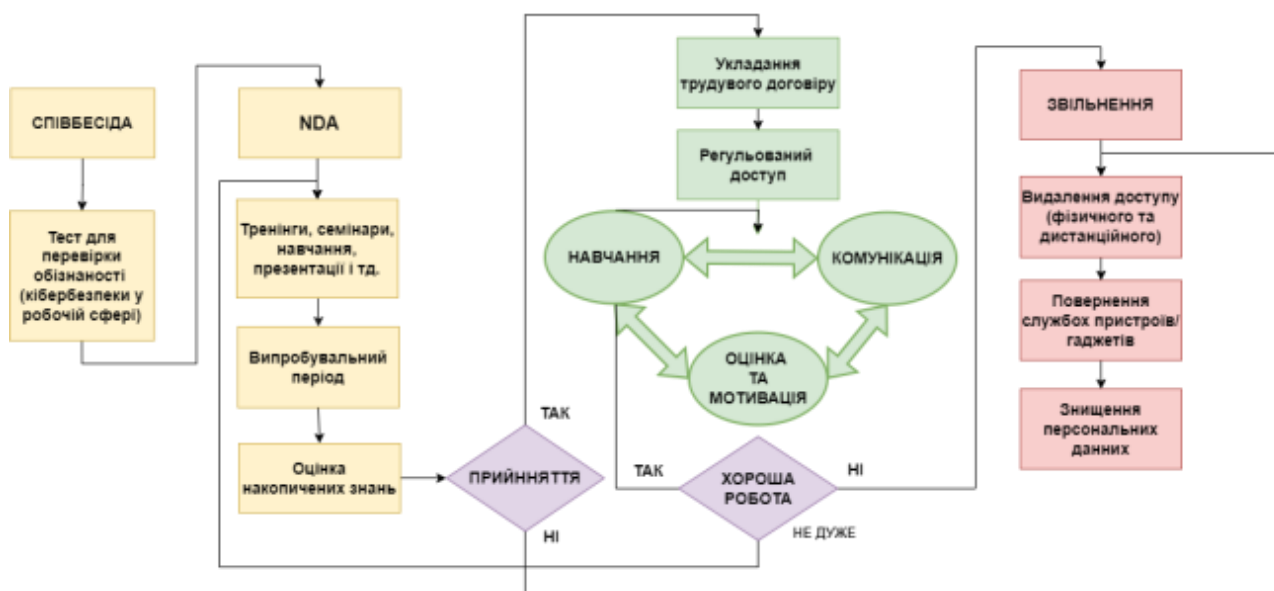 СПІВБЕСІДА
Тест для
перевірки
обізнаності
(кібербезпеки у
робочій сфері)
NDA
Тренінги, семінари,
навчання,
презентації і тд.
Випробувальний
період
Оцінка
накопичених знань
ПРИЙННЯТТЯ
ТАК
НІ
Укладання
трудувого договіру
Регульований
доступ
НАВЧАННЯ
КОМУНІКАЦІЯ
ОЦІНКА
ТА
МОТИВАЦІЯ
ТАК
ХОРОША
РОБОТА
НІ
НЕ ДУЖЕ
ЗВІЛЬНЕННЯ
Видалення доступу
(фізичного та
дистанційного)
Повернення
службох пристроїв/
гаджетів
Знищення
персональних
данних